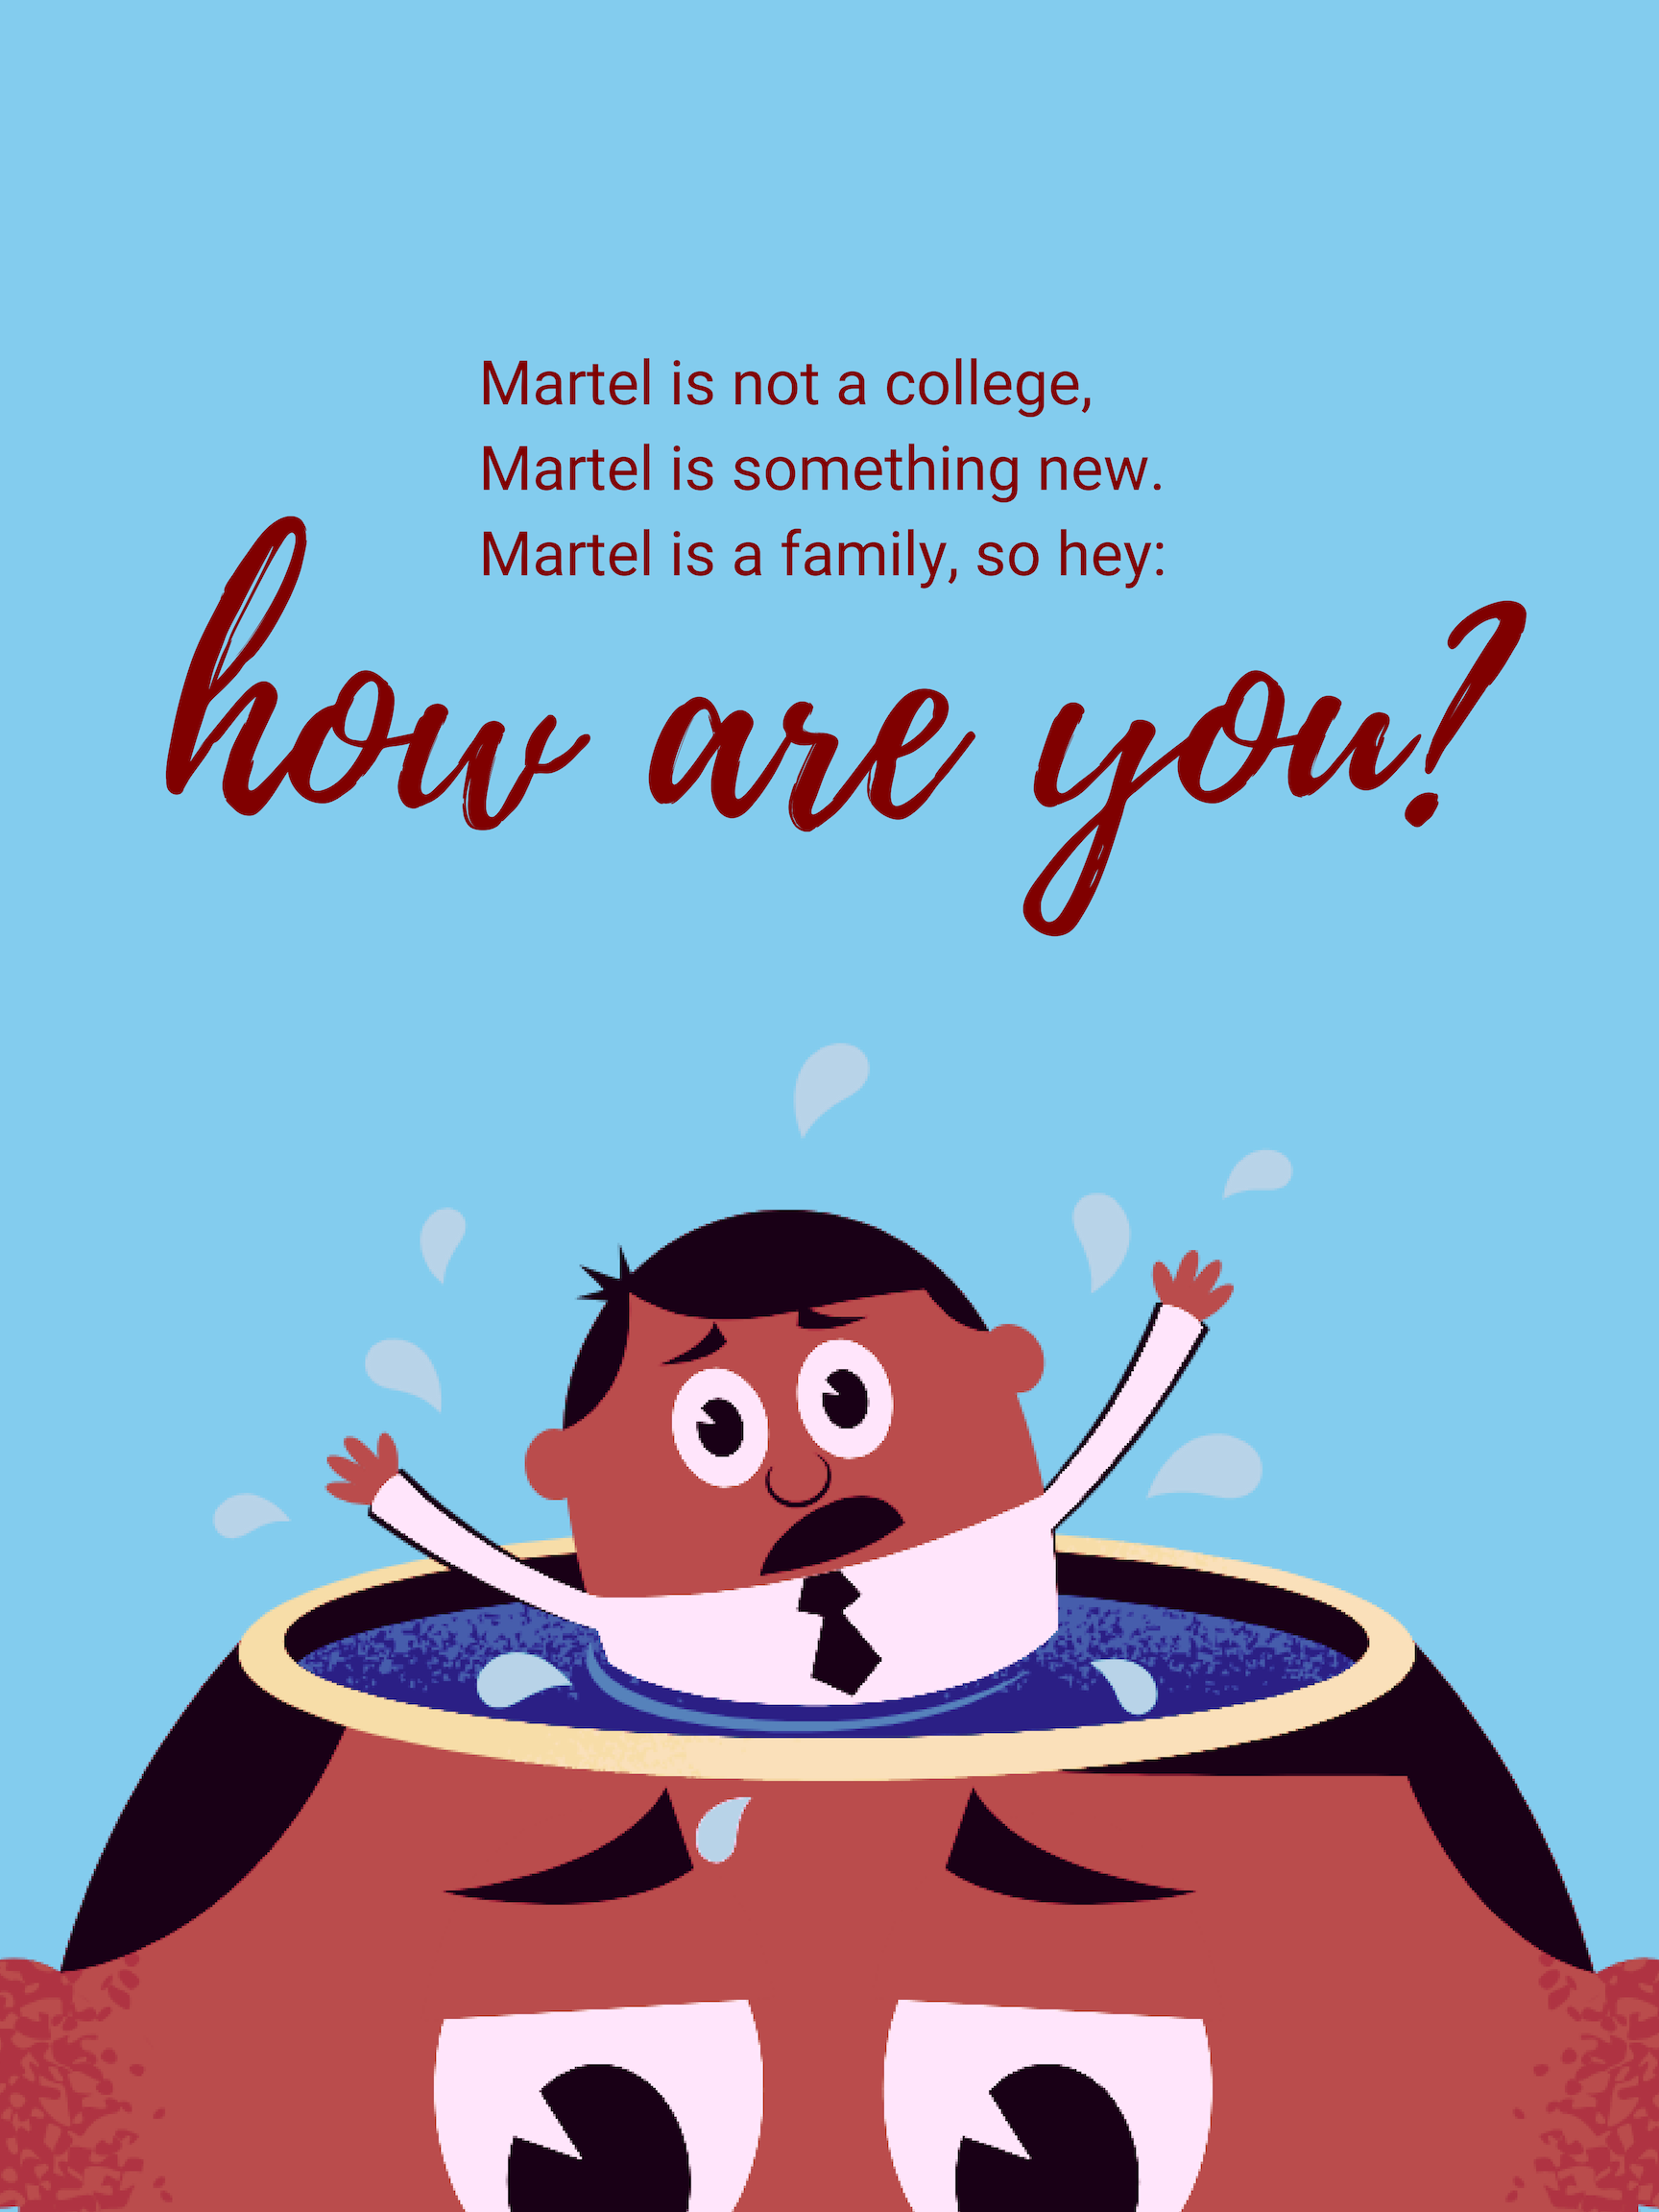 Martel is not a college,
Martel is something new.
Martel is a family, so hey:
how are you?